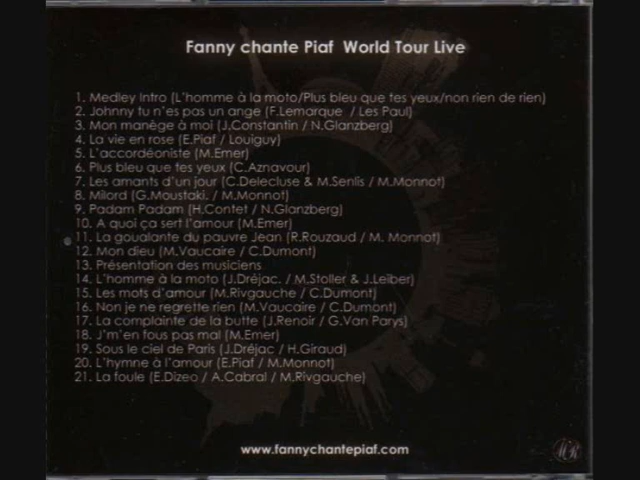 Fanny chante Piaf World Tour Live
1. Medley Intro (L'homme à la moto/Plus bleu que tes yeux/non rien de rien)
2. Johnny tu n'es pas un ange (F.Lemarque / Les Paul)
3. Mon manège à moi (J.Constantin / N.Glanzberg)
4. La vie en rose (E.Piaf / Louiguy)
5. L'accordéoniste (M.Emer)
6. Plus bleu que tes yeux (C.Aznavour)
7. Les amants d'un jour (C.Delecluse & M.Senlis / M.Monnot)
8. Milord (G.Moustaki. / M.Monnot)
9. Padam Padam (H.Contet / N.Glanzberg)
10. A quoi ça sert l'amour (M.Emer)
11. La goualante du pauvre Jean (R.Rouzaud / M. Monnot)
12. Mon dieu (M.Vaucaire / C.Dumont)
13. Présentation des musiciens
14. L'homme à la moto (J.Dréjac. / M.Stoller & J.Leiber)
15. Les mots d'amour (M.Rivgauche / C.Dumont)
16. Non je ne regrette rien (M.Vaucaire / C.Dumont)
17. La complainte de la butte (J.Renoir / G.Van Parys)
18. J'm'en fous pas mal (M.Emer)
19. Sous le ciel de Paris (J.Dréjac / H.Giraud)
20. L'hymne à l'amour (E.Piaf / M.Monnot)
21. La foule (E.Dizeo / A.Cabral / M.Rivgauche)
www.fannychantepiaf.com